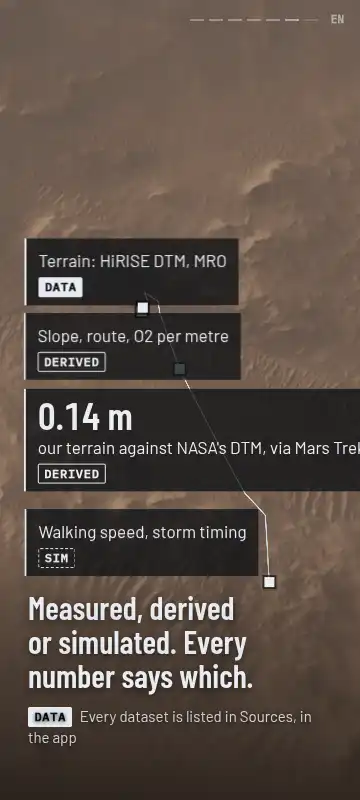 EN
Terrain: HiRISE DTM, MRO
DATA
Slope, route, O2 per metre
DERIVED
0.14 m
our terrain against NASA's DTM, via Mars Trek
DERIVED
Walking speed, storm timing
SIM
Measured, derived
or simulated. Every
number says which.
DATA Every dataset is listed in Sources, in
the app